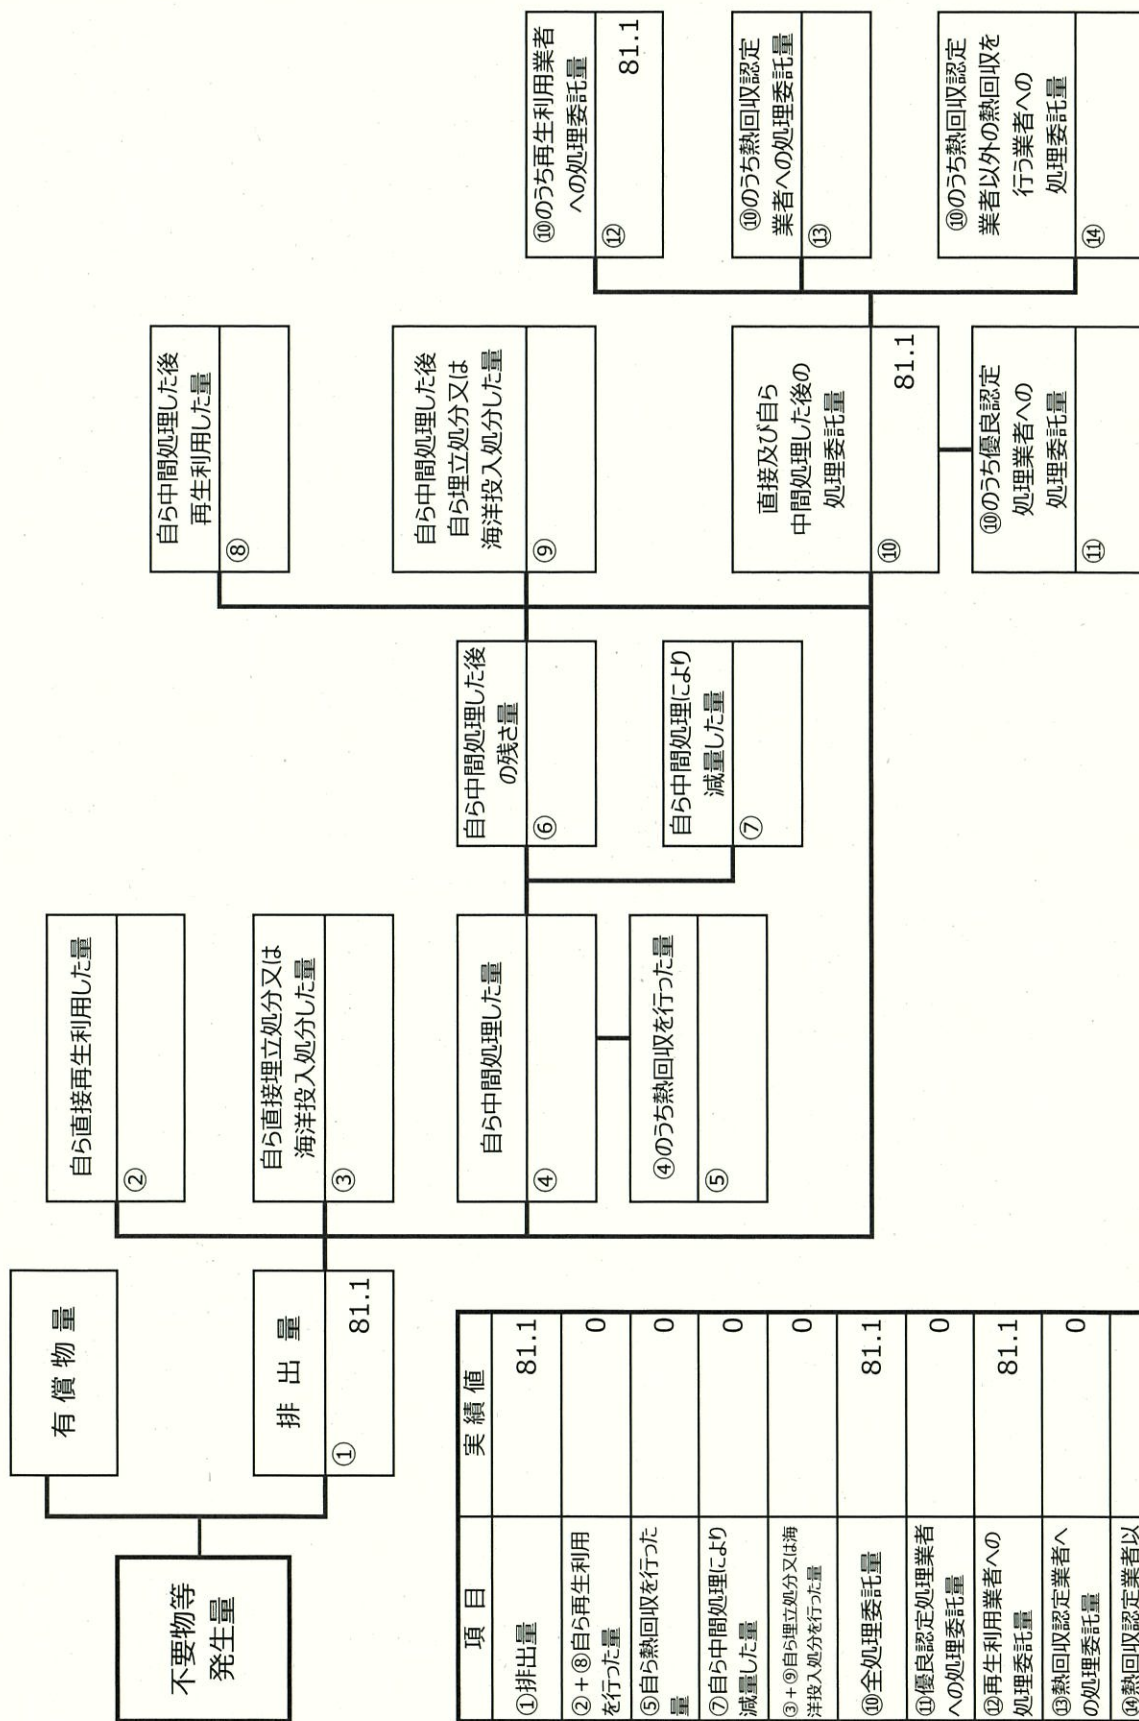 不要物等
発生量
有 償 物 量
排 出 量
① 81.1
自ら直接再生利用した量
②
自ら直接埋立処分又は
海洋投入処分した量
③
自ら中間処理した量
④
④のうち熱回収を行った量
⑤
自ら中間処理した後
の残さ量
⑥
自ら中間処理により
減量した量
⑦
自ら中間処理した後
再生利用した量
⑧
自ら中間処理した後
自ら埋立処分又は
海洋投入処分した量
⑨
直接及び自ら
中間処理した後の
処理委託量
⑩ 81.1
⑩のうち優良認定
処理業者への
処理委託量
⑪
⑩のうち再生利用業者
への処理委託量
⑫ 81.1
⑩のうち熱回収認定
業者への処理委託量
⑬
⑩のうち熱回収認定
業者以外の熱回収を
行う業者への
処理委託量
⑭
項 目 実 績 値
①排出量 81.1
②+⑧自ら再生利用
を行った量 0
⑤自ら熱回収を行った
量 0
⑦自ら中間処理により
減量した量 0
③+⑨自ら埋立処分又は海
洋投入処分を行った量 0
⑩全処理委託量 81.1
⑪優良認定処理業者
への処理委託量 0
⑫再生利用業者への
処理委託量 81.1
⑬熱回収認定業者へ
の処理委託量 0
⑭熱回収認定業者以